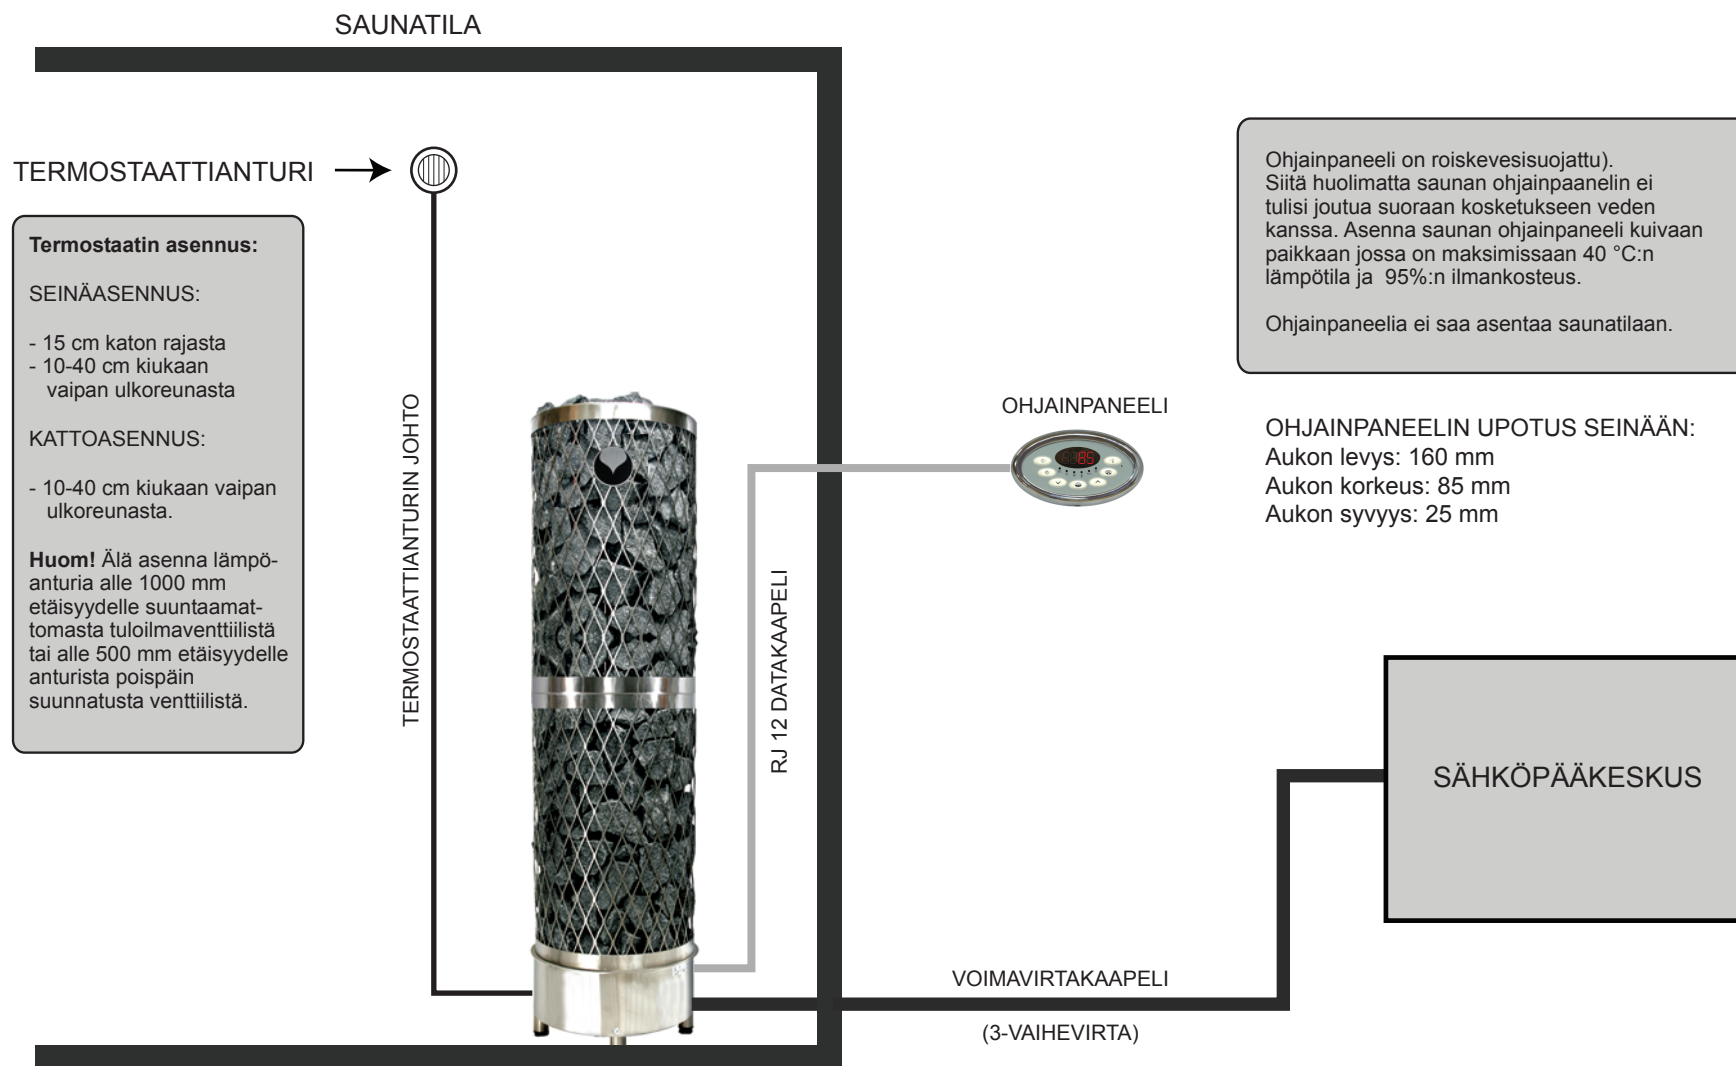 SAUNATILA
TERMOSTAATTIANTURI
Termostaatin asennus:
SEINÄASENNUS:
- 15 cm katon rajasta
- 10-40 cm kiukaan
vaipan ulkoreunasta
KATTOASENNUS:
- 10-40 cm kiukaan vaipan
ulkoreunasta.
Huom! Älä asenna lämpö-
anturia alle 1000 mm
etäisyydelle suuntaamat-
tomasta tuloilmaventtiilistä
tai alle 500 mm etäisyydelle
anturista poispäin
suunnatusta venttiilistä.
TERMOSTAATTIANTURIN JOHTO
RJ 12 DATAKAAPELI
OHJAINPANEELI
85
Ohjainpaneeli on roiskevesisuojattu).
Siitä huolimatta saunan ohjainpaanelin ei
tulisi joutua suoraan kosketukseen veden
kanssa. Asenna saunan ohjainpaneeli kuivaan
paikkaan jossa on maksimissaan 40 °C:n
lämpötila ja  95%:n ilmankosteus.
Ohjainpaneelia ei saa asentaa saunatilaan.
OHJAINPANEELIN UPOTUS SEINÄÄN:
Aukon levys: 160 mm
Aukon korkeus: 85 mm
Aukon syvyys: 25 mm
SÄHKÖPÄÄKESKUS
VOIMAVIRTAKAAPELI
(3-VAIHEVIRTA)